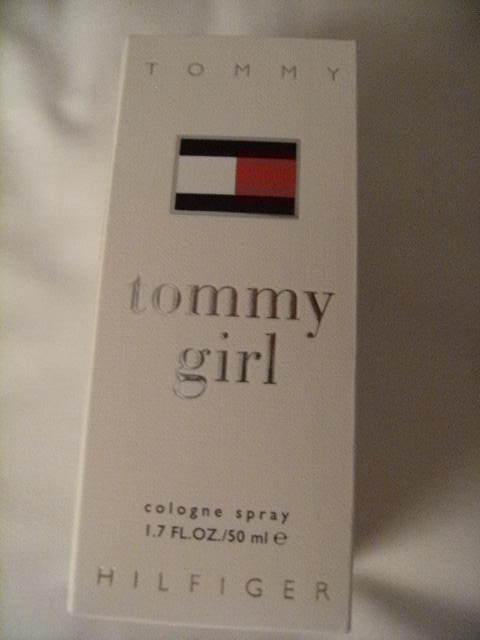 TOMMY
tommy
girl
cologne spray
1.7 FL.OZ./50 ml ℮
HILFIGER